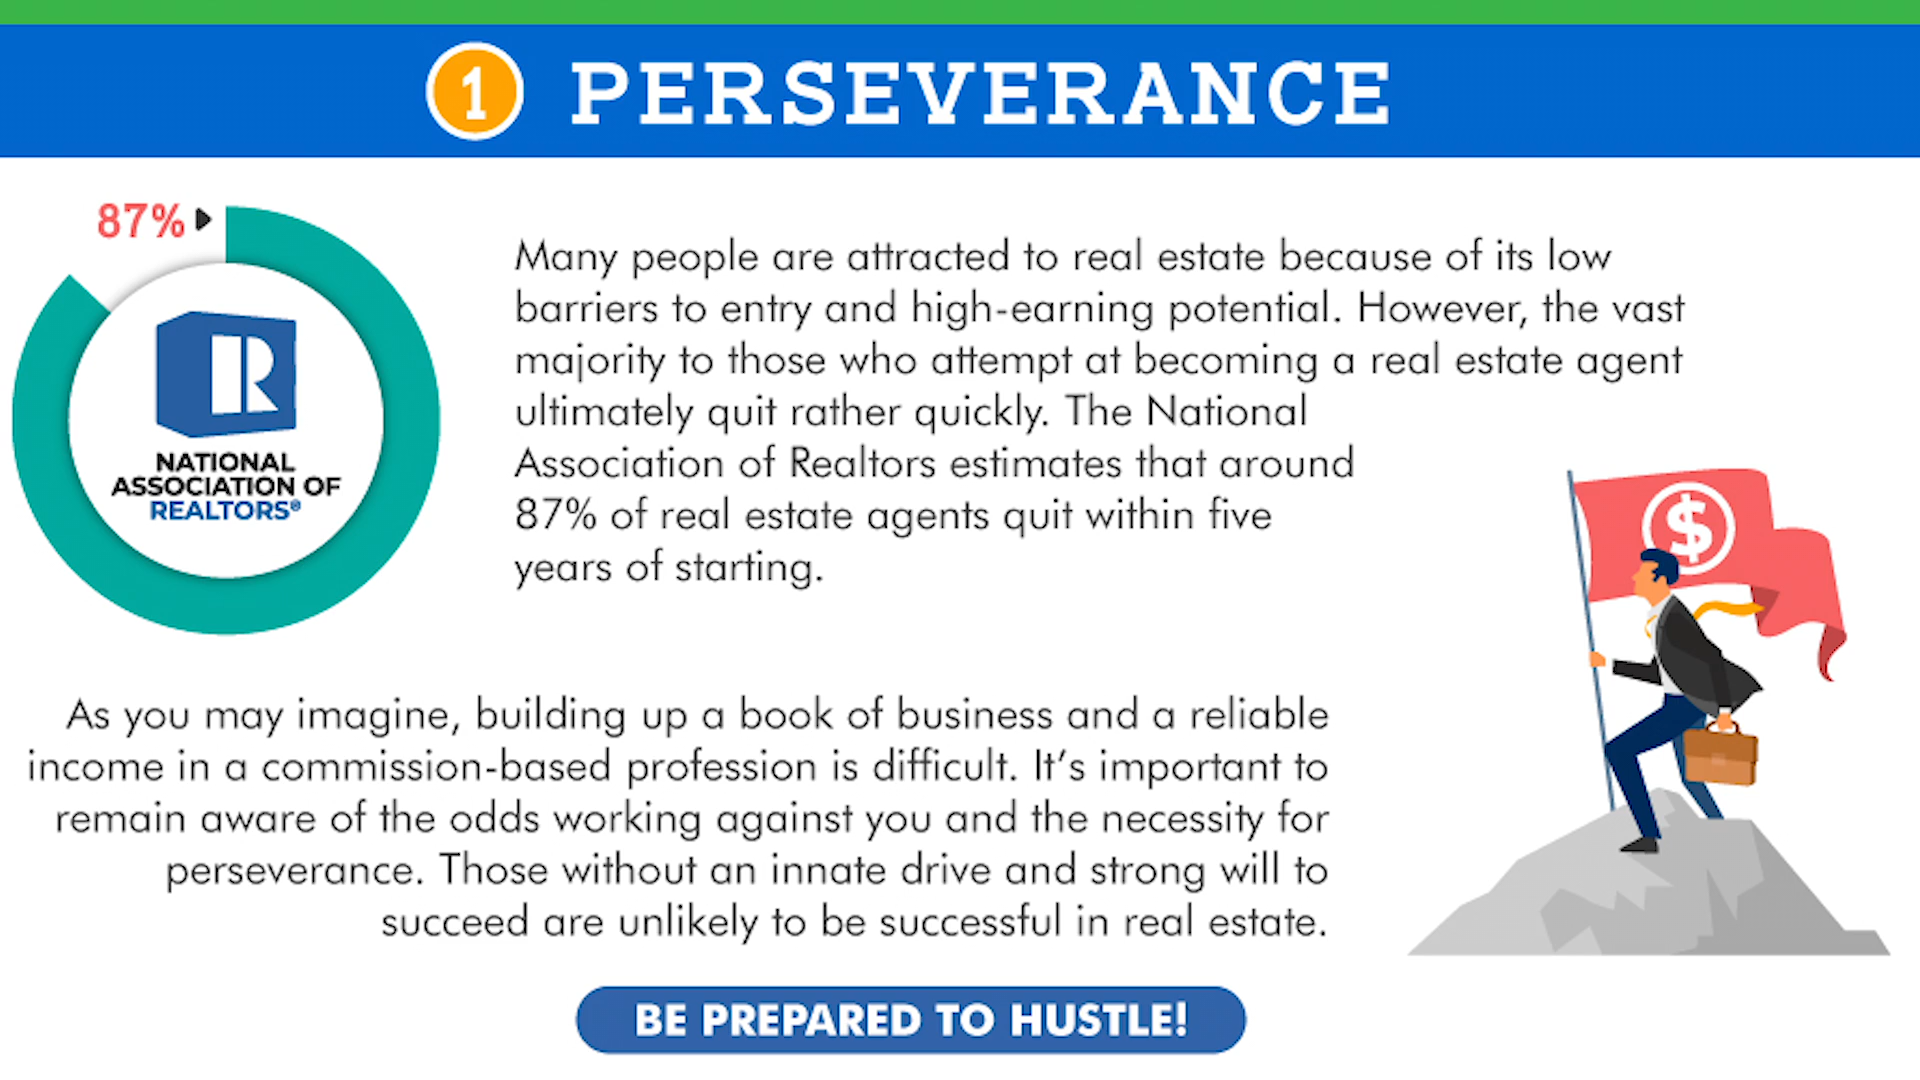 1 PERSEVERANCE
87%
NATIONAL
ASSOCIATION OF
REALTORS®
Many people are attracted to real estate because of its low
barriers to entry and high-earning potential. However, the vast
majority to those who attempt at becoming a real estate agent
ultimately quit rather quickly. The National
Association of Realtors estimates that around
87% of real estate agents quit within five
years of starting.
$
As you may imagine, building up a book of business and a reliable
income in a commission-based profession is difficult. It's important to
remain aware of the odds working against you and the necessity for
perseverance. Those without an innate drive and strong will to
succeed are unlikely to be successful in real estate.
BE PREPARED TO HUSTLE!